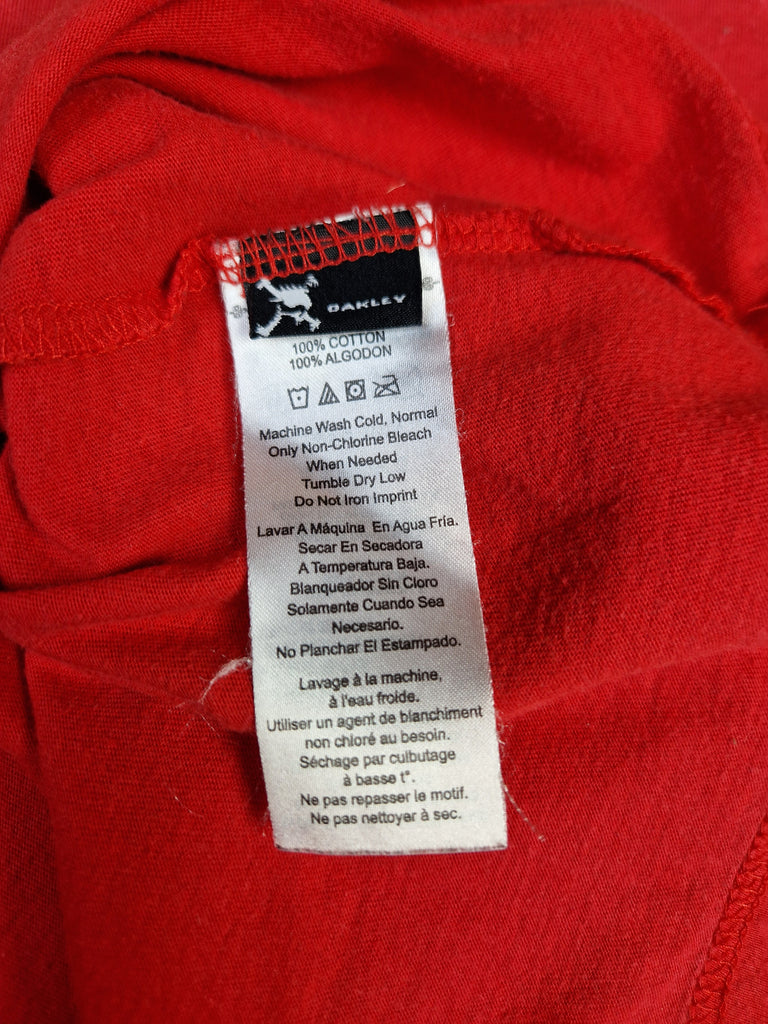 OAKLEY
100% COTTON
100% ALGODON
Machine Wash Cold, Normal
Only Non-Chlorine Bleach
When Needed
Tumble Dry Low
Do Not Iron Imprint
Lavar A Máquina En Agua Fría.
Secar En Secadora
A Temperatura Baja.
Blanqueador Sin Cloro
Solamente Cuando Sea
Necesario.
No Planchar El Estampado.
Lavage à la machine,
à l'eau froide.
Utiliser un agent de blanchiment
non chloré au besoin.
Séchage par culbutage
à basse t°.
Ne pas repasser le motif.
Ne pas nettoyer à sec.